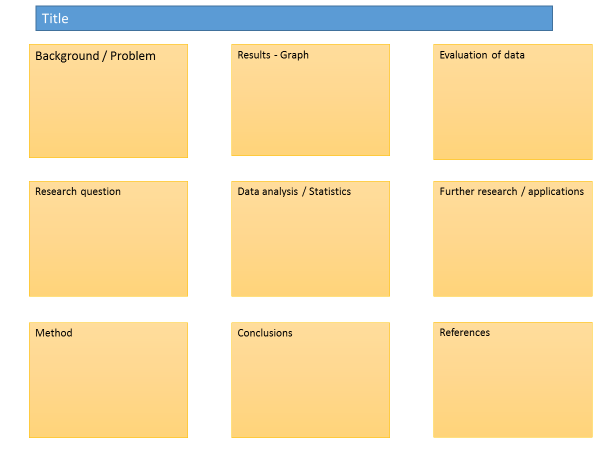 Title
Background / Problem
Research question
Method
Results - Graph
Data analysis / Statistics
Conclusions
Evaluation of data
Further research / applications
References